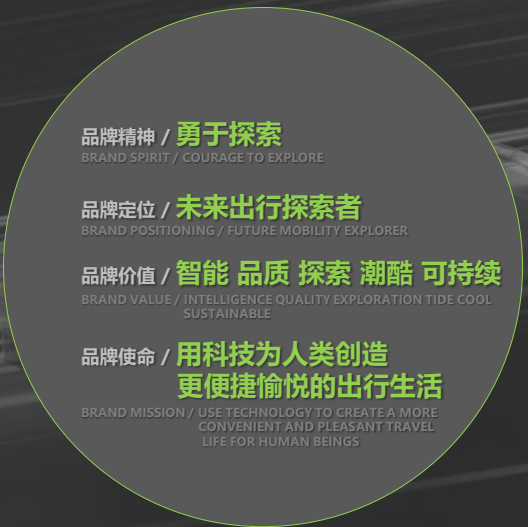 品牌精神 / 勇于探索
BRAND SPIRIT / COURAGE TO EXPLORE
品牌定位 / 未来出行探索者
BRAND POSITIONING / FUTURE MOBILITY EXPLORER
品牌价值 / 智能 品质 探索 潮酷 可持续
BRAND VALUE / INTELLIGENCE QUALITY EXPLORATION TIDE COOL
SUSTAINABLE
品牌使命 / 用科技为人类创造
更便捷愉悦的出行生活
BRAND MISSION / USE TECHNOLOGY TO CREATE A MORE
CONVENIENT AND PLEASANT TRAVEL
LIFE FOR HUMAN BEINGS